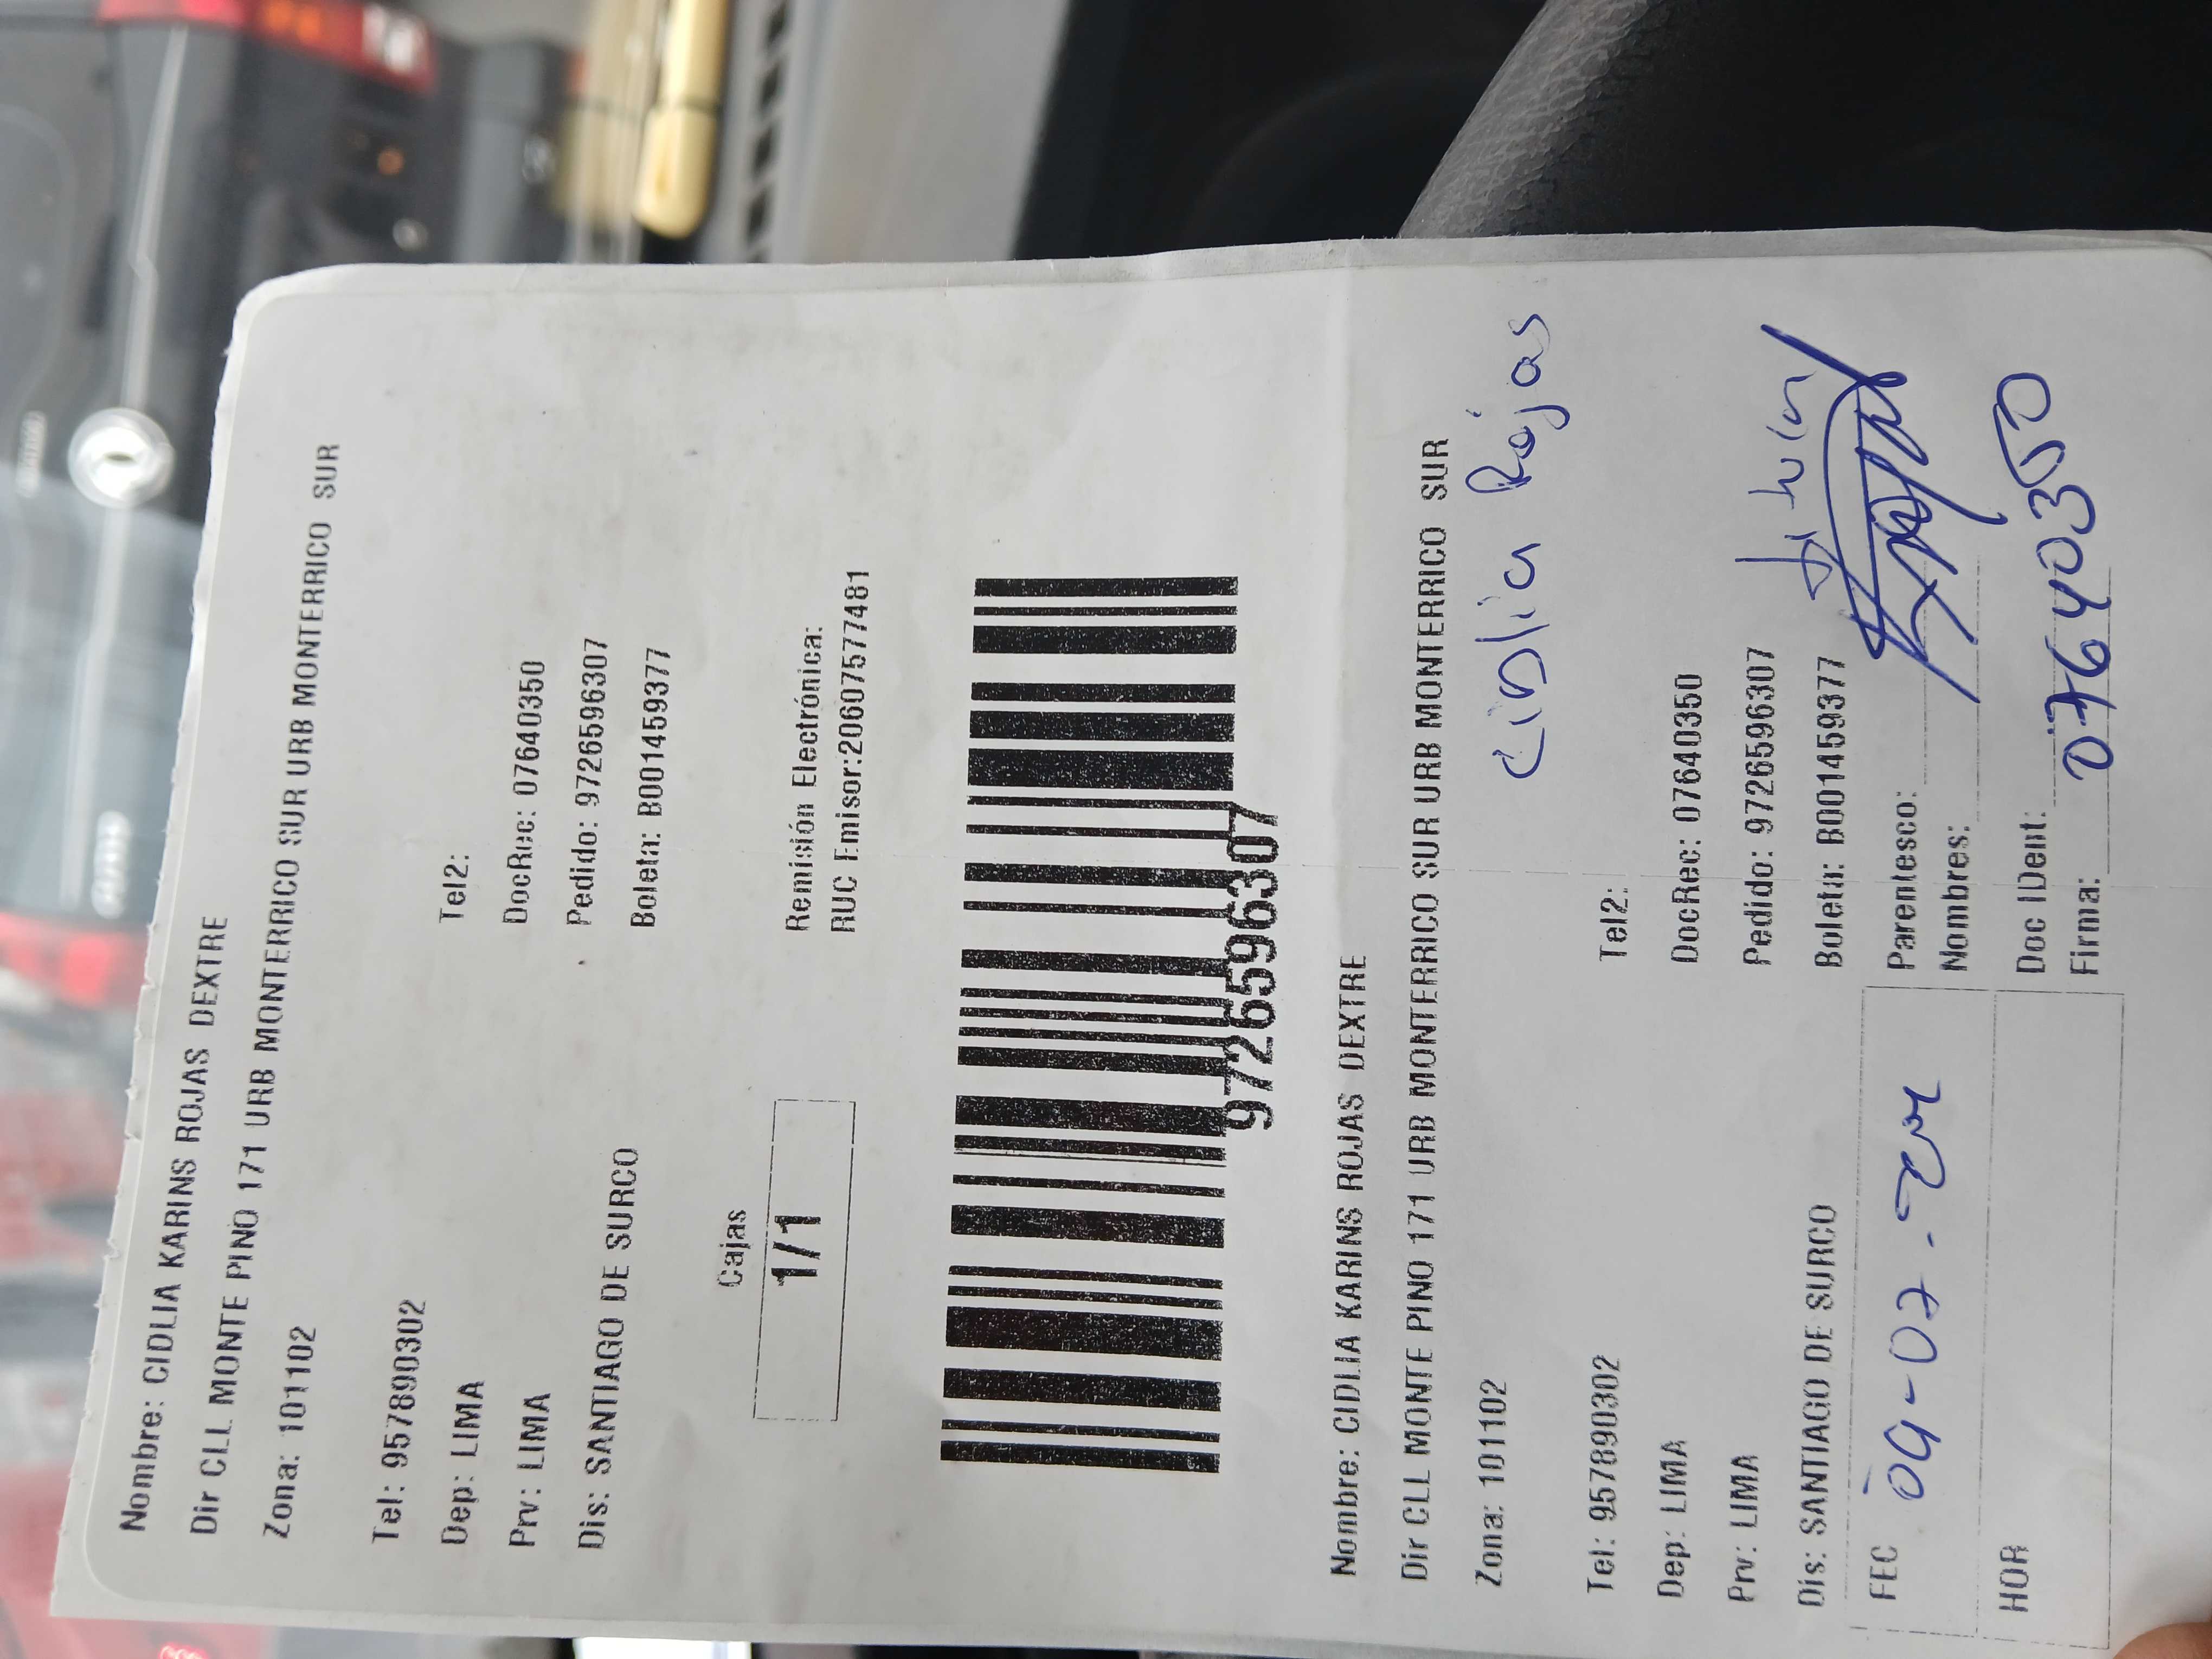 Nombre: CIDLIA KARINS ROJAS DEXTRE
Dir CLL MONTE PINO 171 URB MONTERRICO SUR URB MONTERRICO SUR
Zona: 101102
Tel: 957890302
Tel2:
Dep: LIMA
DocRec: 07640350
Prv: LIMA
Pedido: 9726596307
Dis: SANTIAGO DE SURCO
Boleta: B001459377
Cajas
1/1
Remisión Electrónica:
RUC Emisor:20607577481
9726596307
Nombre: CIDLIA KARINS ROJAS DEXTRE
Dir CLL MONTE PINO 171 URB MONTERRICO SUR URB MONTERRICO SUR
Zona: 101102
Cidlia Rojas
Tel: 957890302
Tel2:
Dep: LIMA
DocRec: 07640350
Prv: LIMA
Pedido: 9726596307
Dis: SANTIAGO DE SURCO
Boleta: B001459377
FEC 09-07-
Parentesco:
Nombres:
HOR
Doc IDent:
Firma: 07640350